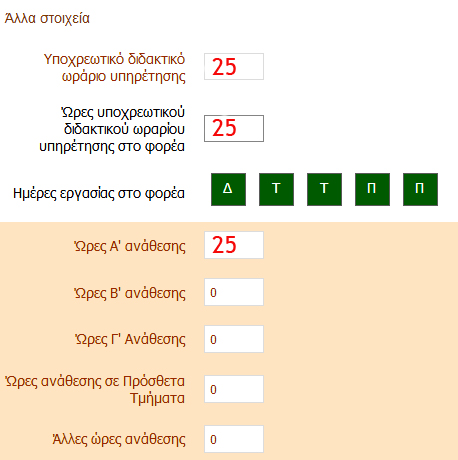 Άλλα στοιχεία
Υποχρεωτικό διδακτικό
ωράριο υπηρέτησης
25
Ώρες υποχρεωτικού
διδακτικού ωραρίου
υπηρέτησης στο φορέα
25
Ημέρες εργασίας στο φορέα Δ Τ Τ Π Π
Ώρες Α' ανάθεσης 25
Ώρες Β' ανάθεσης 0
Ώρες Γ' Ανάθεσης 0
Ώρες ανάθεσης σε Πρόσθετα
Τμήματα
0
Άλλες ώρες ανάθεσης 0